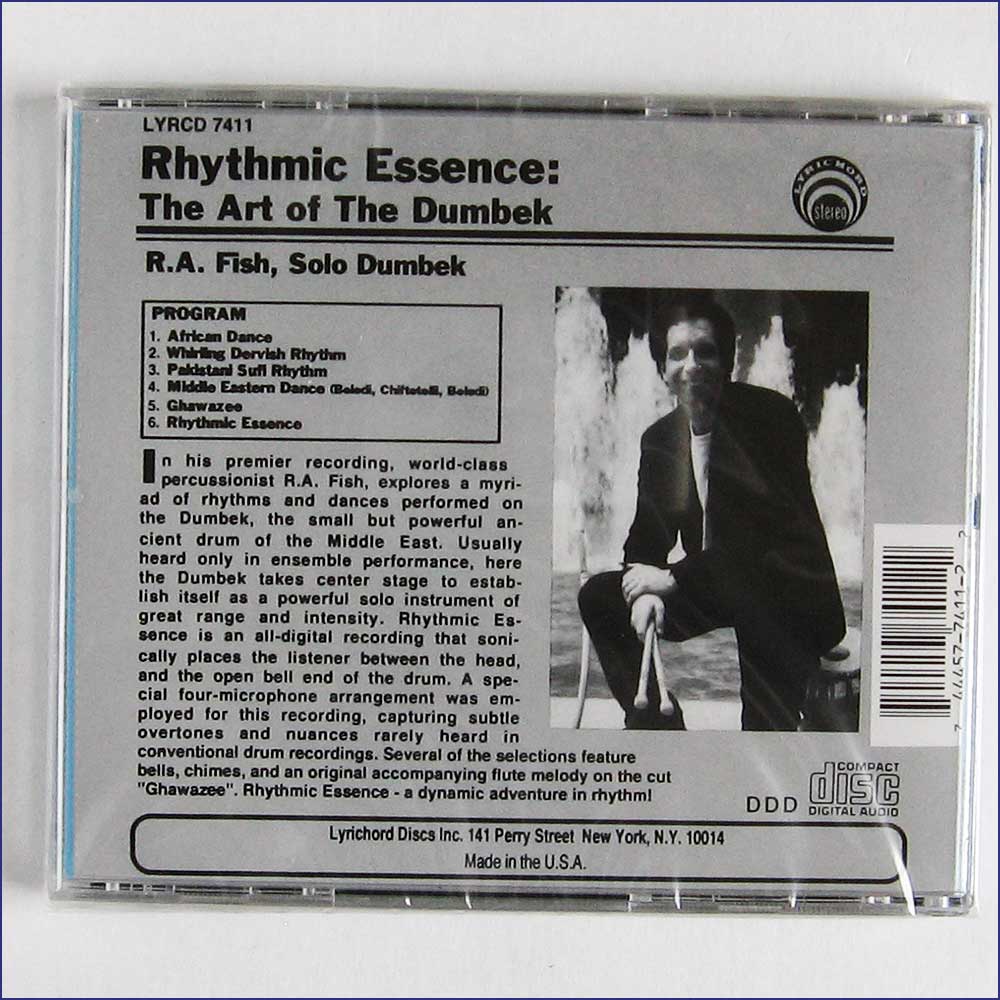 LYRCD 7411
Rhythmic Essence:
The Art of The Dumbek
LYRICHORD
stereo
R.A. Fish, Solo Dumbek
PROGRAM
1. African Dance
2. Whirling Dervish Rhythm
3. Pakistani Sufi Rhythm
4. Middle Eastern Dance (Beledi, Chiftetelli, Beledi)
5. Ghawazee
6. Rhythmic Essence
In his premier recording, world-class
percussionist R.A. Fish, explores a myri-
ad of rhythms and dances performed on
the Dumbek, the small but powerful an-
cient drum of the Middle East. Usually
heard only in ensemble performance, here
the Dumbek takes center stage to estab-
lish itself as a powerful solo instrument of
great range and intensity. Rhythmic Es-
sence is an all-digital recording that soni-
cally places the listener between the head,
and the open bell end of the drum. A spe-
cial four-microphone arrangement was em-
ployed for this recording, capturing subtle
overtones and nuances rarely heard in
conventional drum recordings. Several of the selections feature
bells, chimes, and an original accompanying flute melody on the cut
"Ghawazee". Rhythmic Essence - a dynamic adventure in rhythm!
7 44457-7411-2 2
DDD
COMPACT
disc
DIGITAL AUDIO
Lyrichord Discs Inc. 141 Perry Street New York, N.Y. 10014
Made in the U.S.A.